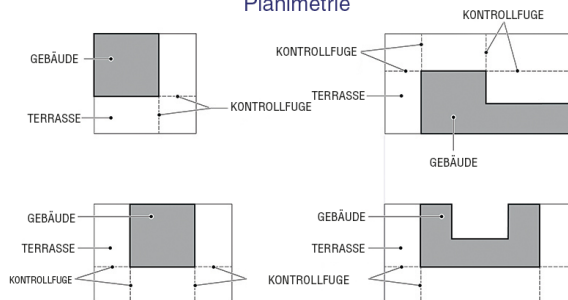 Planimetrie
KONTROLLFUGE
GEBÄUDE
KONTROLLFUGE
TERRASSE
KONTROLLFUGE
TERRASSE
GEBÄUDE
GEBÄUDE
TERRASSE
KONTROLLFUGE
GEBÄUDE
TERRASSE
KONTROLLFUGE